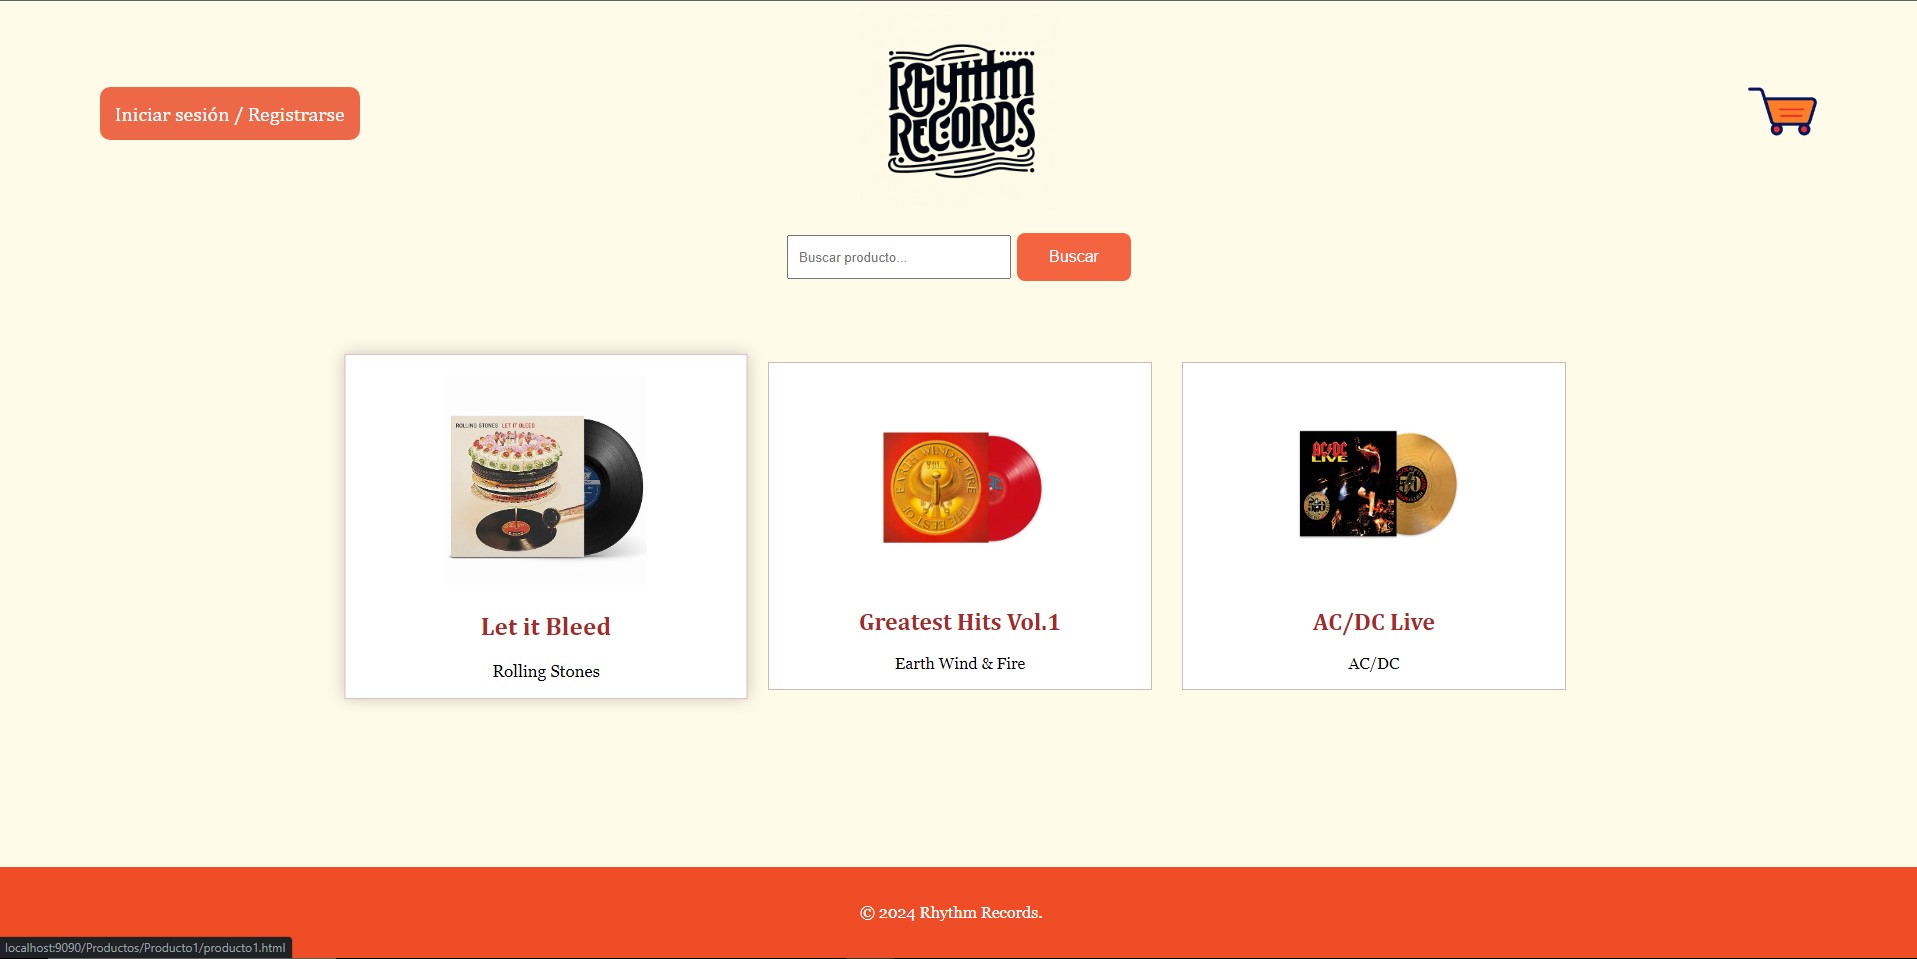 Rhythm
RECORDS
Iniciar sesión / Registrarse
Buscar producto...
Buscar
ROLLING STONES LET IT BLEED
EARTH WIND & FIRE
VOL.1
THE BEST OF
AC/DC
LIVE
Let it Bleed
Rolling Stones
Greatest Hits Vol.1
Earth Wind & Fire
AC/DC Live
AC/DC
© 2024 Rhythm Records.
localhost:9090/Productos/Producto1/producto1.html